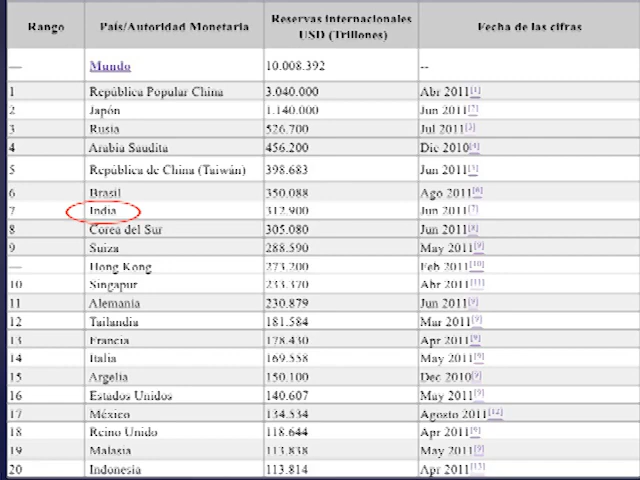 Rango País/Autoridad Monetaria Reservas internacionales USD (Trillones) Fecha de las cifras
— Mundo 10.008.392 --
1 República Popular China 3.040.000 Abr 2011[1]
2 Japón 1.140.000 Jun 2011[2]
3 Rusia 526.700 Jul 2011[3]
4 Arabia Saudita 456.200 Dic 2010[4]
5 República de China (Taiwán) 398.683 Jun 2011[5]
6 Brasil 350.088 Ago 2011[6]
7 India 312.900 Jun 2011[7]
8 Corea del Sur 305.080 Jun 2011[8]
9 Suiza 288.590 May 2011[9]
— Hong Kong 273.200 Feb 2011[10]
10 Singapur 233.370 Abr 2011[11]
11 Alemania 230.879 Jun 2011[9]
12 Tailandia 181.584 Mar 2011[9]
13 Francia 178.430 Apr 2011[9]
14 Italia 169.558 May 2011[9]
15 Argelia 150.100 Dec 2010[9]
16 Estados Unidos 140.607 May 2011[9]
17 México 134.534 Agosto 2011[12]
18 Reino Unido 118.644 Apr 2011[9]
19 Malasia 113.838 May 2011[9]
20 Indonesia 113.814 Apr 2011[13]